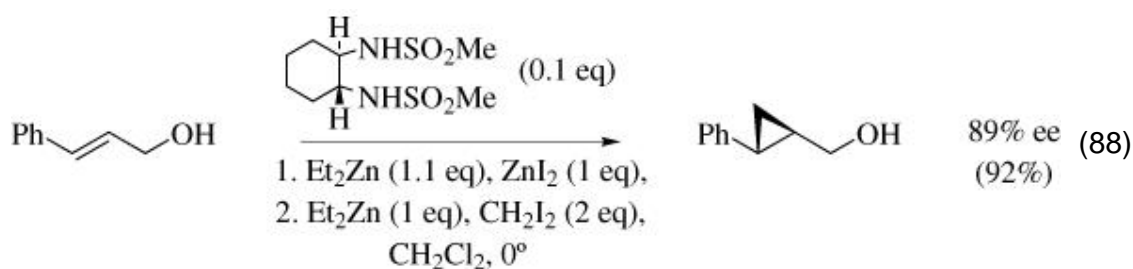 H
NHSO₂Me
(0.1 eq)
NHSO₂Me
H
Ph
OH
1. Et₂Zn (1.1 eq), ZnI₂ (1 eq),
2. Et₂Zn (1 eq), CH₂I₂ (2 eq),
CH₂Cl₂, 0º
Ph
OH
89% ee
(92%)
(88)